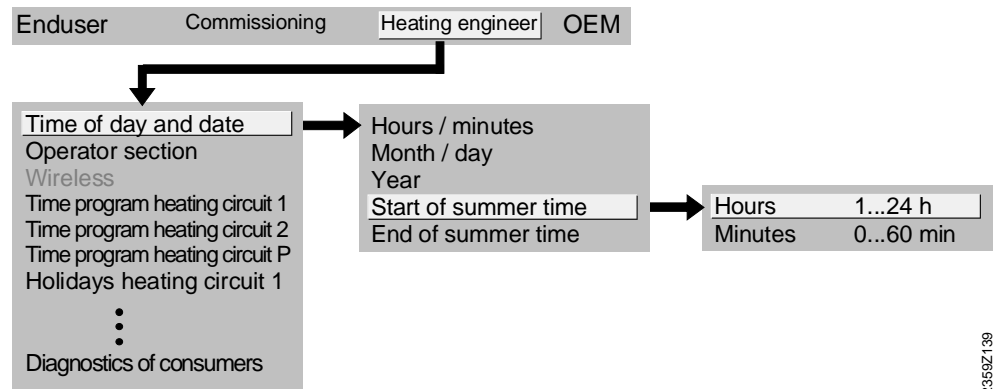 Enduser Commissioning Heating engineer OEM
Time of day and date
Operator section
Wireless
Time program heating circuit 1
Time program heating circuit 2
Time program heating circuit P
Holidays heating circuit 1
Diagnostics of consumers
Hours / minutes
Month / day
Year
Start of summer time
End of summer time
Hours 1...24 h
Minutes 0...60 min
2359Z139